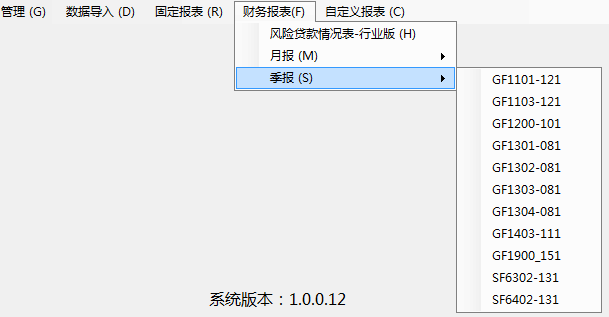 管理 (G) 数据导入 (D) 固定报表 (R) 财务报表(F) 自定义报表 (C)
风险贷款情况表-行业版 (H)
月报 (M)
季报 (S)
GF1101-121
GF1103-121
GF1200-101
GF1301-081
GF1302-081
GF1303-081
GF1304-081
GF1403-111
GF1900_151
SF6302-131
SF6402-131
系统版本：1.0.0.12